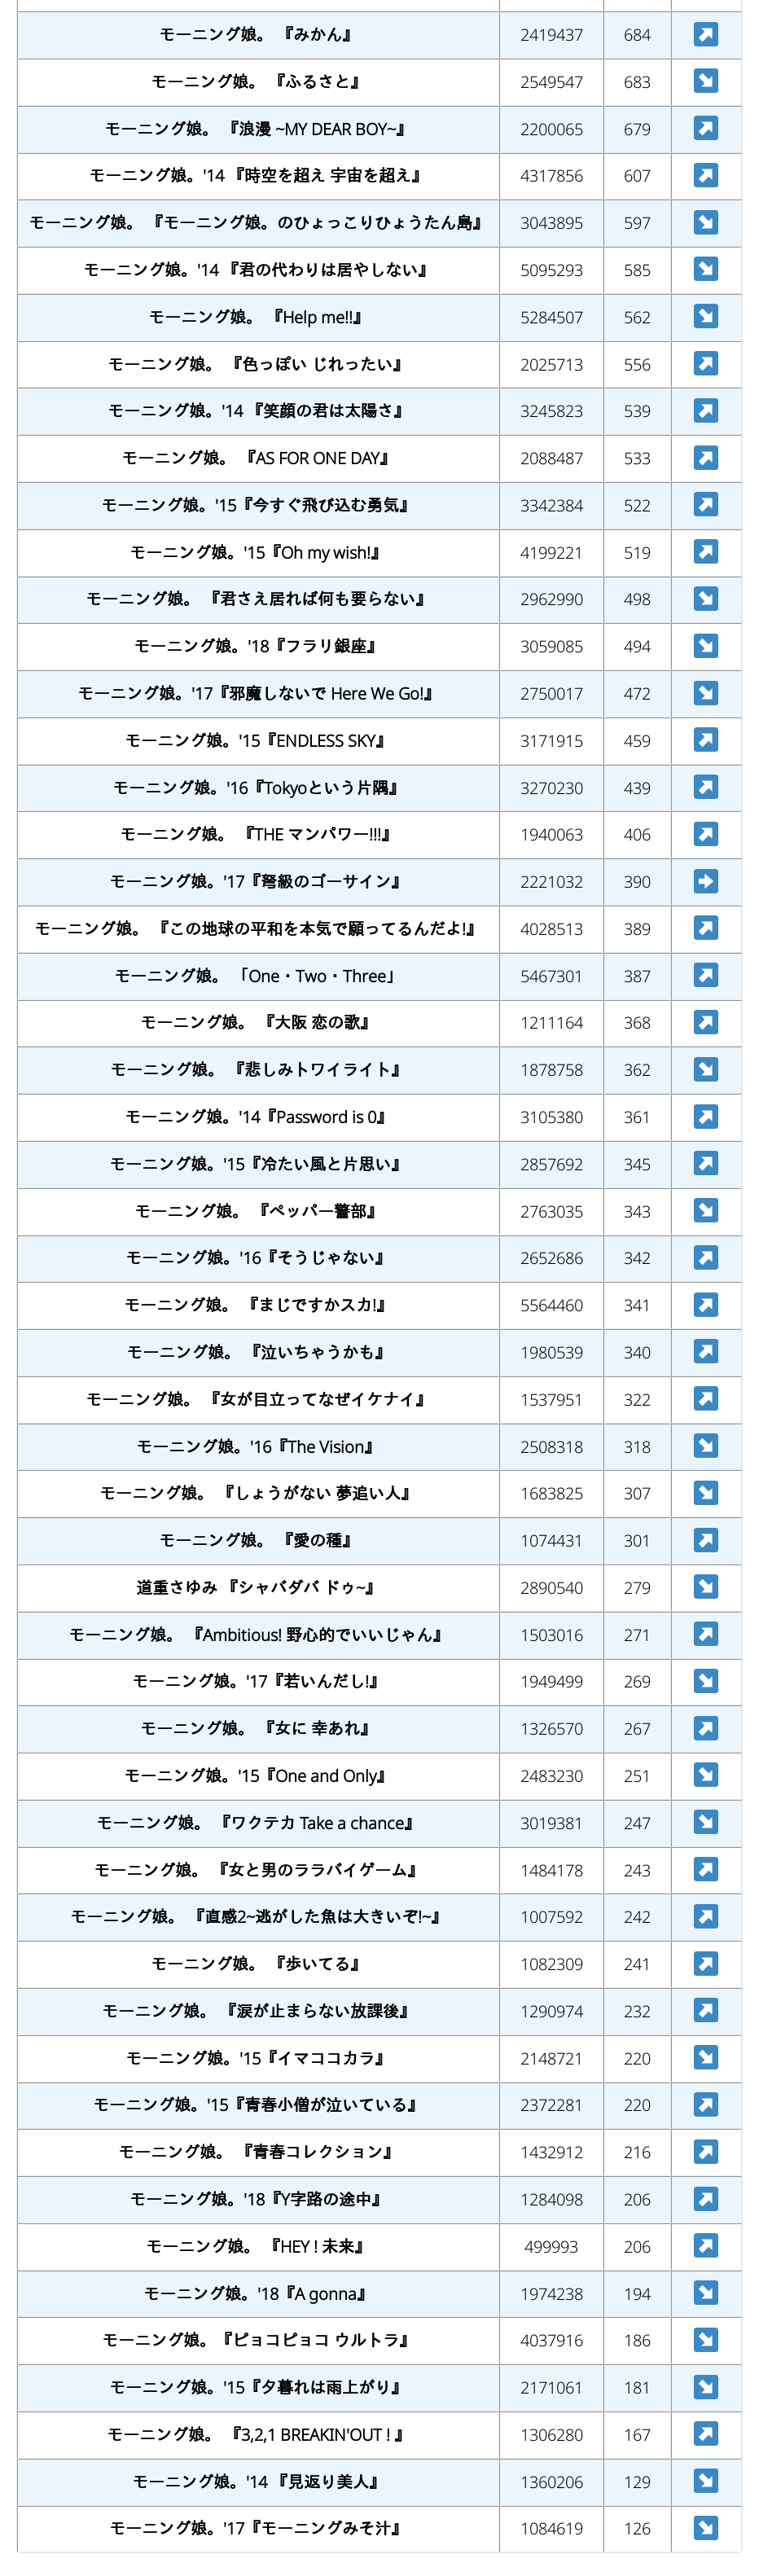 モーニング娘。 『みかん』 2419437 684 ↗
モーニング娘。 『ふるさと』 2549547 683 ↘
モーニング娘。 『浪漫 ~MY DEAR BOY~』 2200065 679 ↗
モーニング娘。'14 『時空を超え 宇宙を超え』 4317856 607 ↗
モーニング娘。 『モーニング娘。のひょっこりひょうたん島』 3043895 597 ↘
モーニング娘。'14 『君の代わりは居やしない』 5095293 585 ↘
モーニング娘。 『Help me!!』 5284507 562 ↘
モーニング娘。 『色っぽい じれったい』 2025713 556 ↗
モーニング娘。'14 『笑顔の君は太陽さ』 3245823 539 ↗
モーニング娘。 『AS FOR ONE DAY』 2088487 533 ↗
モーニング娘。'15『今すぐ飛び込む勇気』 3342384 522 ↗
モーニング娘。'15『Oh my wish!』 4199221 519 ↗
モーニング娘。 『君さえ居れば何も要らない』 2962990 498 ↘
モーニング娘。'18『フラリ銀座』 3059085 494 ↘
モーニング娘。'17『邪魔しないで Here We Go!』 2750017 472 ↘
モーニング娘。'15『ENDLESS SKY』 3171915 459 ↗
モーニング娘。'16『Tokyoという片隅』 3270230 439 ↗
モーニング娘。 『THE マンパワー!!!』 1940063 406 ↗
モーニング娘。'17『弩級のゴーサイン』 2221032 390 →
モーニング娘。 『この地球の平和を本気で願ってるんだよ!』 4028513 389 ↗
モーニング娘。 「One・Two・Three」 5467301 387 ↗
モーニング娘。 『大阪 恋の歌』 1211164 368 ↗
モーニング娘。 『悲しみトワイライト』 1878758 362 ↘
モーニング娘。'14『Password is 0』 3105380 361 ↗
モーニング娘。'15『冷たい風と片思い』 2857692 345 ↗
モーニング娘。 『ペッパー警部』 2763035 343 ↘
モーニング娘。'16『そうじゃない』 2652686 342 ↗
モーニング娘。 『まじですかスカ!』 5564460 341 ↗
モーニング娘。 『泣いちゃうかも』 1980539 340 ↗
モーニング娘。 『女が目立ってなぜイケナイ』 1537951 322 ↗
モーニング娘。'16『The Vision』 2508318 318 ↘
モーニング娘。 『しょうがない 夢追い人』 1683825 307 ↘
モーニング娘。 『愛の種』 1074431 301 ↗
道重さゆみ 『シャバダバ ドゥ~』 2890540 279 ↘
モーニング娘。 『Ambitious! 野心的でいいじゃん』 1503016 271 ↗
モーニング娘。'17『若いんだし!』 1949499 269 ↘
モーニング娘。 『女に 幸あれ』 1326570 267 ↗
モーニング娘。'15『One and Only』 2483230 251 ↘
モーニング娘。 『ワクテカ Take a chance』 3019381 247 ↘
モーニング娘。 『女と男のララバイゲーム』 1484178 243 ↗
モーニング娘。 『直感2~逃がした魚は大きいぞ!~』 1007592 242 ↗
モーニング娘。 『歩いてる』 1082309 241 ↗
モーニング娘。 『涙が止まらない放課後』 1290974 232 ↗
モーニング娘。'15『イマココカラ』 2148721 220 ↘
モーニング娘。'15『青春小僧が泣いている』 2372281 220 ↗
モーニング娘。 『青春コレクション』 1432912 216 ↗
モーニング娘。'18『Y字路の途中』 1284098 206 ↗
モーニング娘。 『HEY ! 未来』 499993 206 ↗
モーニング娘。'18『A gonna』 1974238 194 ↘
モーニング娘。『ピョコピョコ ウルトラ』 4037916 186 ↘
モーニング娘。'15『夕暮れは雨上がり』 2171061 181 ↘
モーニング娘。 『3,2,1 BREAKIN'OUT ! 』 1306280 167 ↗
モーニング娘。'14 『見返り美人』 1360206 129 ↘
モーニング娘。'17『モーニングみそ汁』 1084619 126 ↘